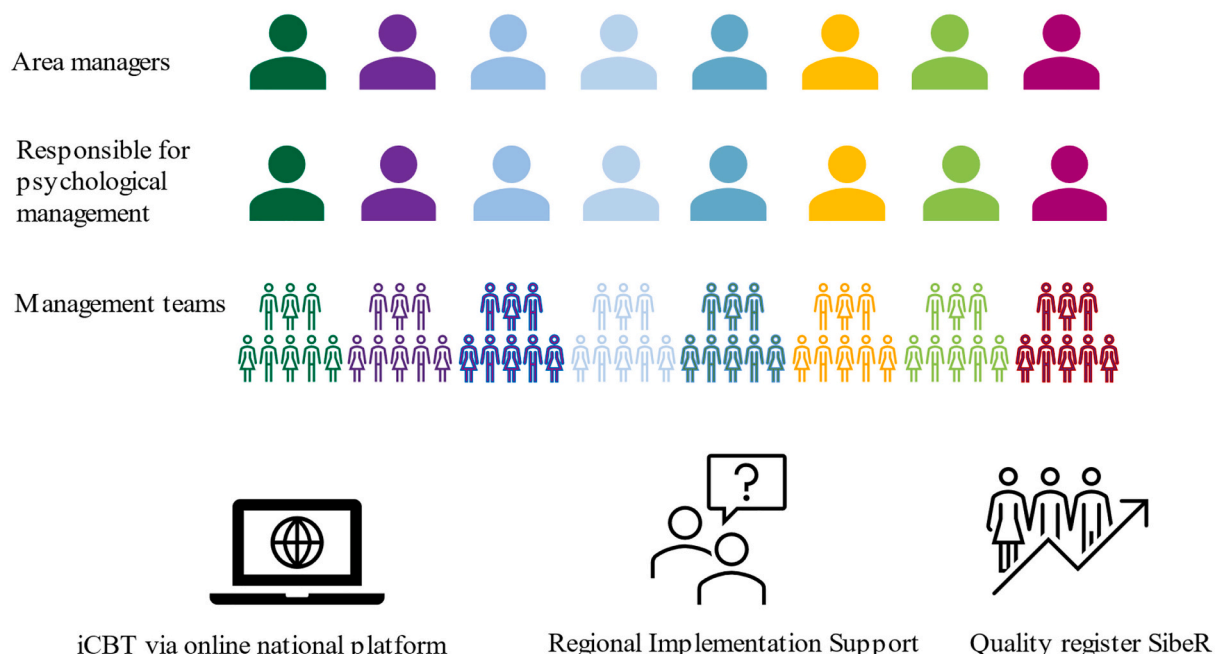 Area managers
Responsible for
psychological
management
Management teams
?
iCBT via online national platform
Regional Implementation Support
Quality register SibeR